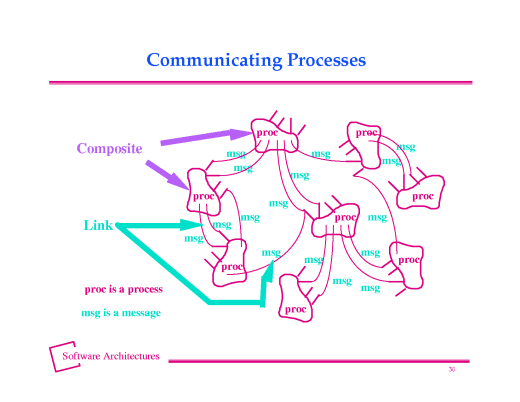 Communicating Processes
proc
proc
msg
msg
msg
msg
Composite
msg
msg
msg
proc
proc
msg
msg
proc
msg
Link
msg
msg
msg
msg
msg
proc
proc
msg
msg
proc is a process
proc
msg is a message
Software Architectures